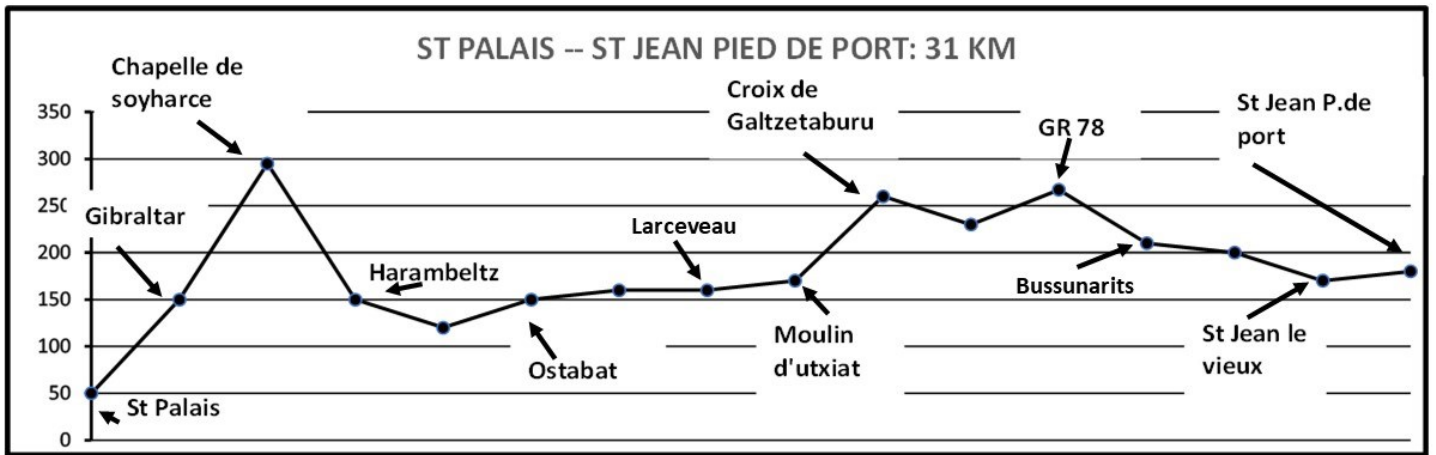 ST PALAIS -- ST JEAN PIED DE PORT: 31 KM
Chapelle de
soyharce
Croix de
Galtzetaburu
GR 78
St Jean P.de
port
350
300
250
200
150
100
50
0
Gibraltar
Harambeltz
Larceveau
Bussunarits
Ostabat
Moulin
d'utxiat
St Jean le
vieux
St Palais